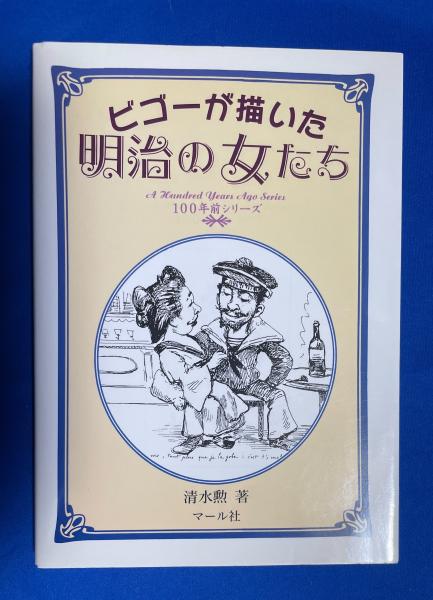 ビゴーが描いた
明治の女たち
A Hundred Years Ago Series
100年前シリーズ
清水勲 著
マール社